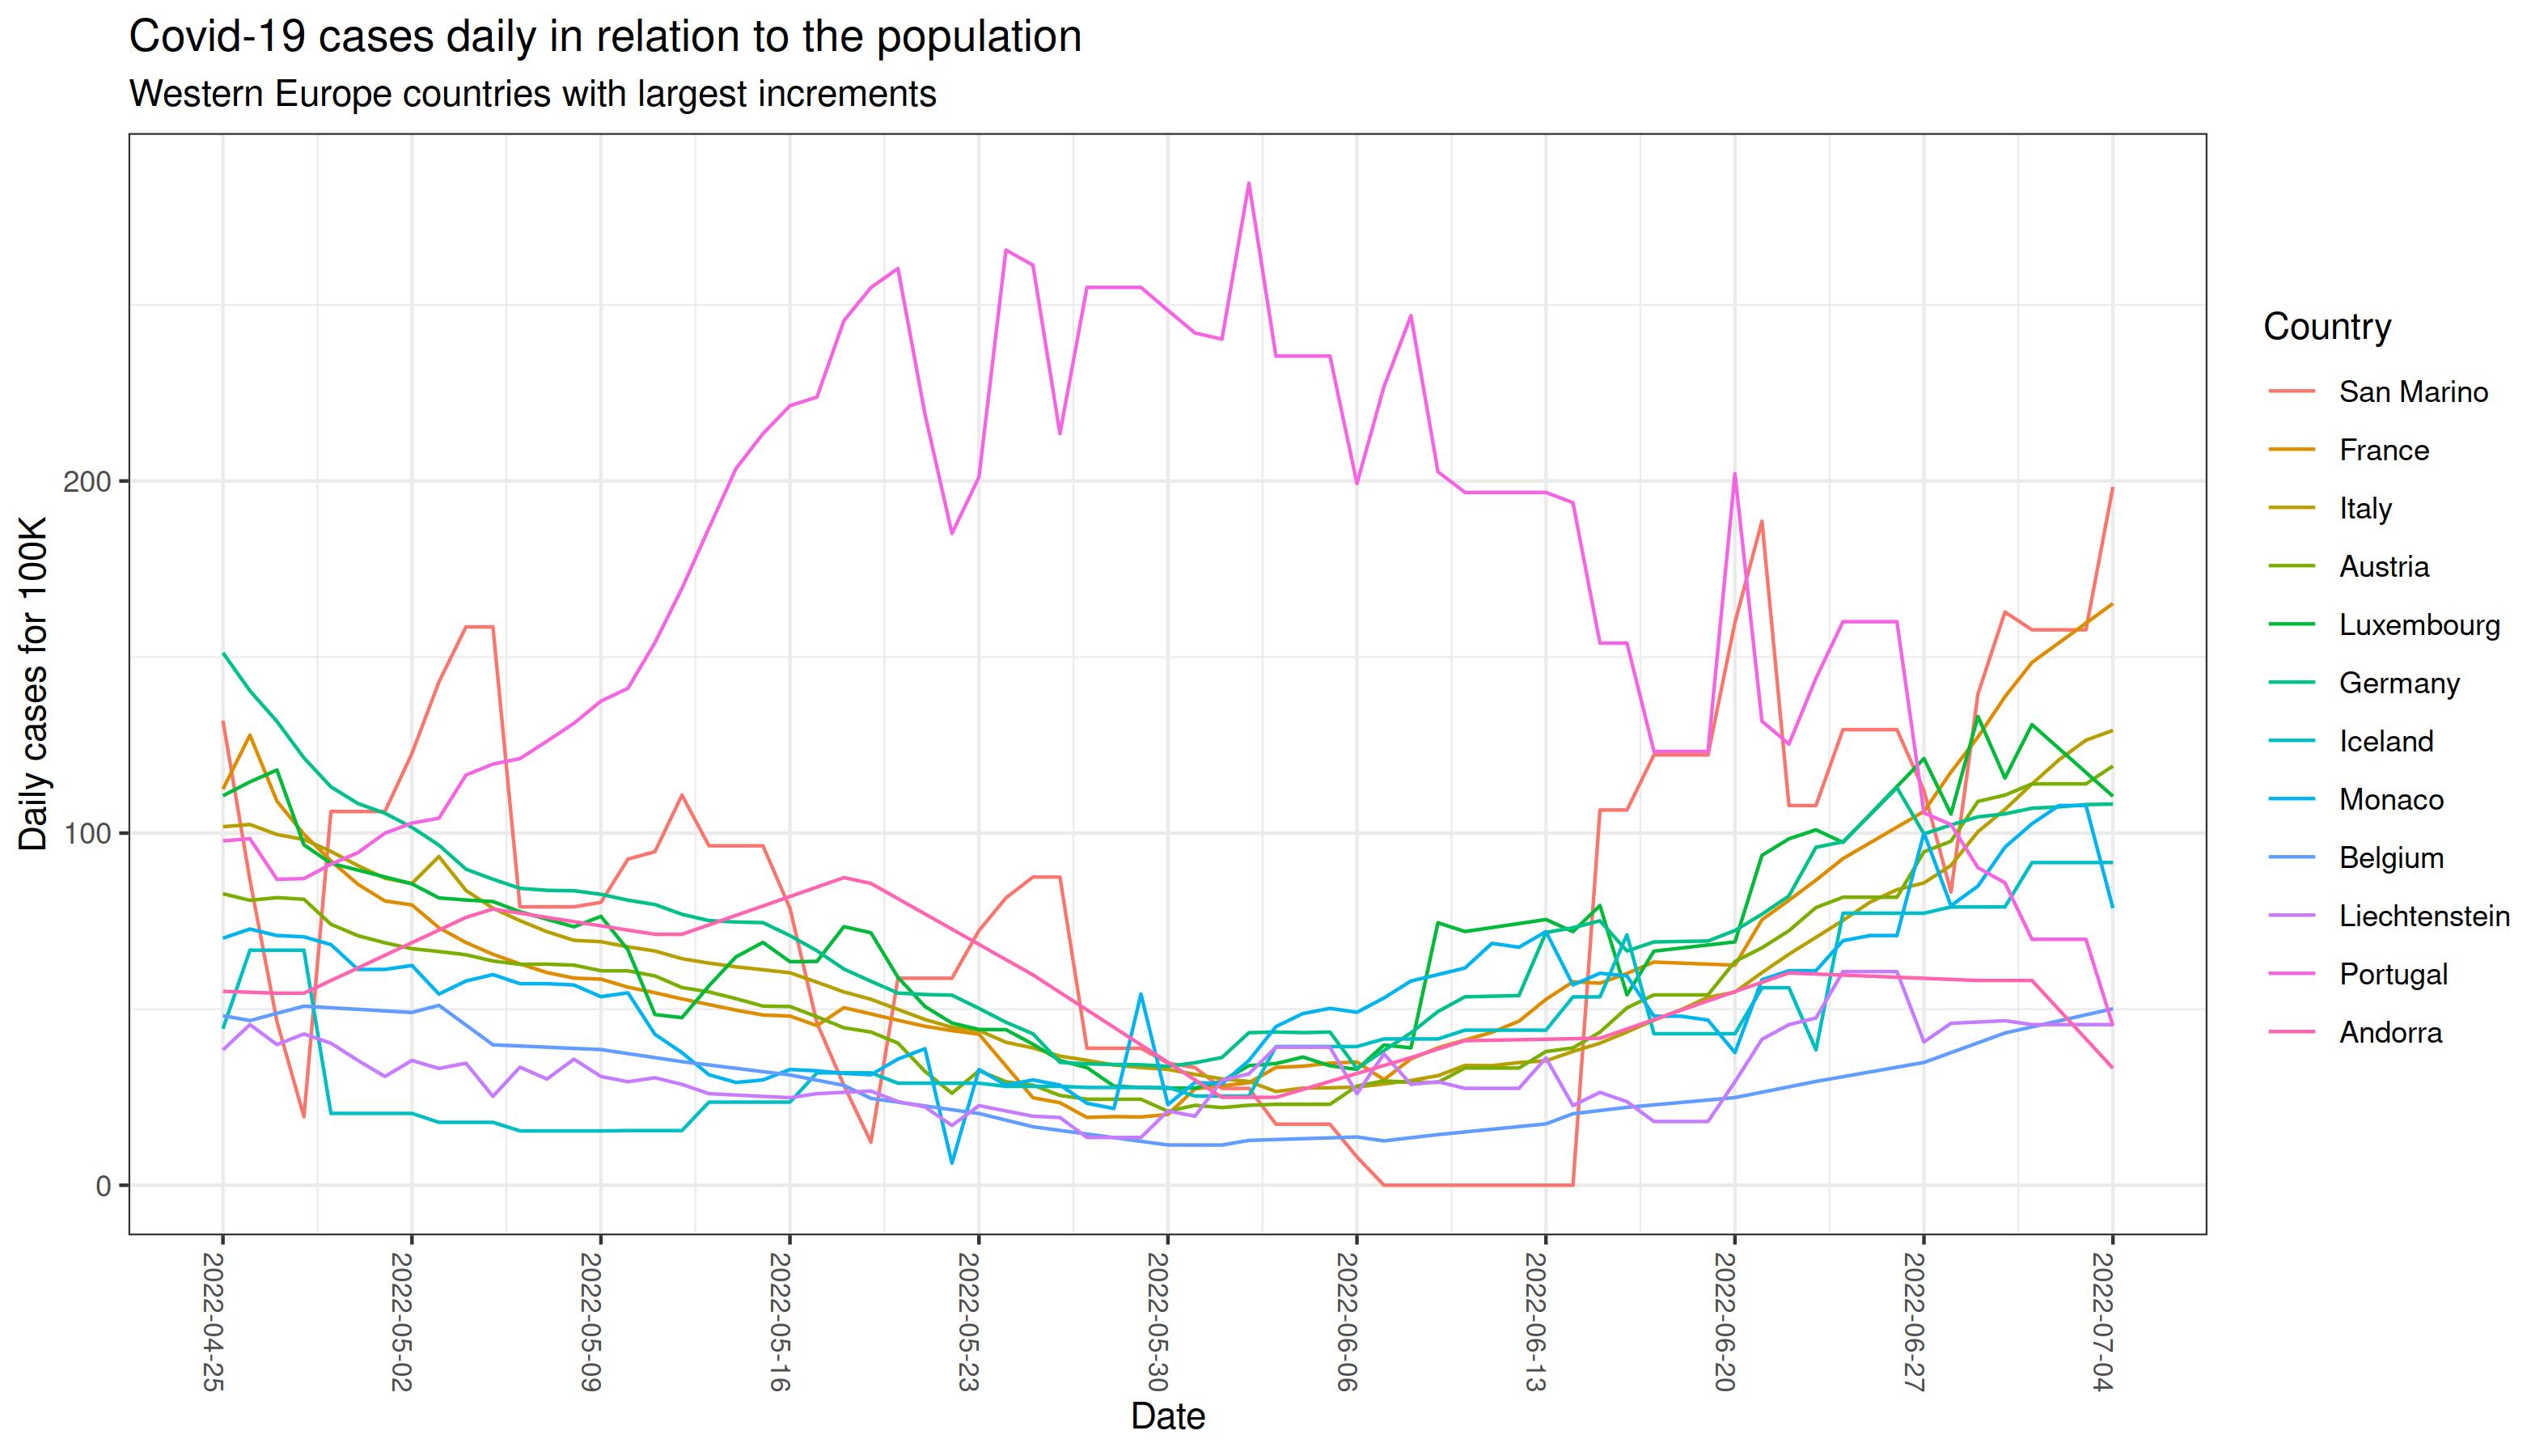 Covid-19 cases daily in relation to the population
Western Europe countries with largest increments
Daily cases for 100K
200
100
0
2022-04-25
2022-05-02
2022-05-09
2022-05-16
2022-05-23
2022-05-30
2022-06-06
2022-06-13
2022-06-20
2022-06-27
2022-07-04
Date
Country
San Marino
France
Italy
Austria
Luxembourg
Germany
Iceland
Monaco
Belgium
Liechtenstein
Portugal
Andorra